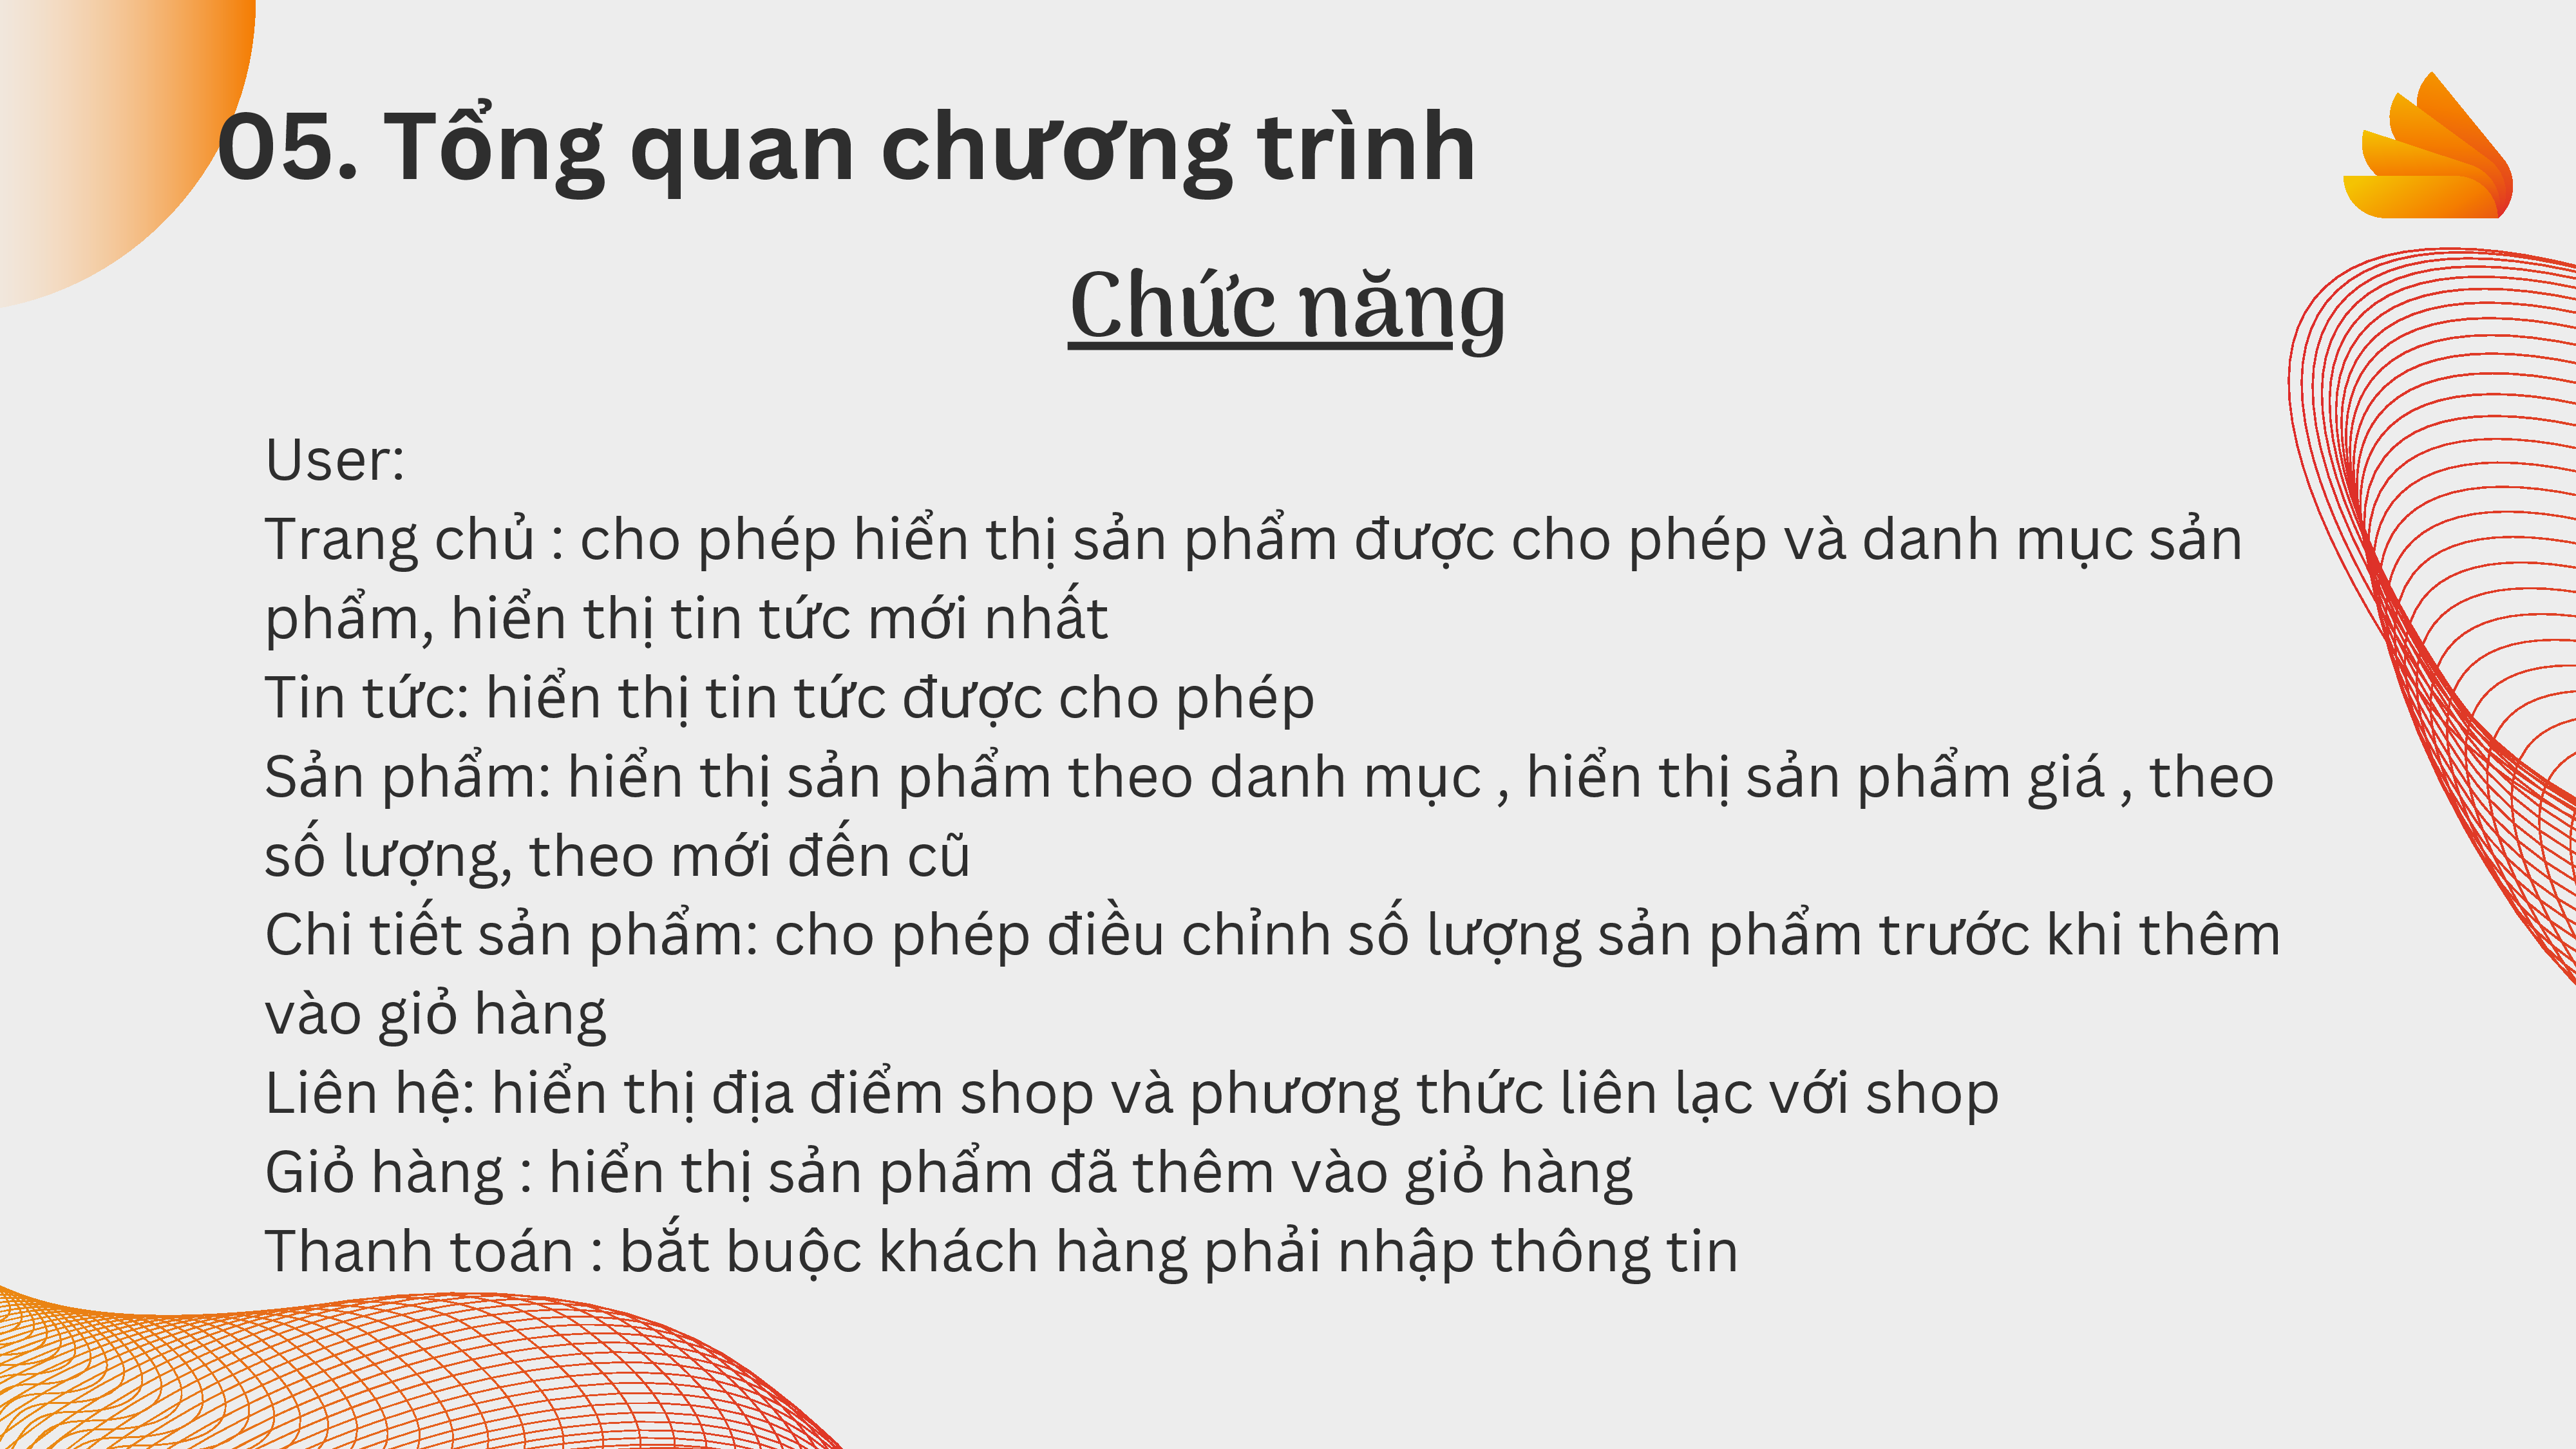 05. Tổng quan chương trình
Chức năng
User:
Trang chủ : cho phép hiển thị sản phẩm được cho phép và danh mục sản
phẩm, hiển thị tin tức mới nhất
Tin tức: hiển thị tin tức được cho phép
Sản phẩm: hiển thị sản phẩm theo danh mục , hiển thị sản phẩm giá , theo
số lượng, theo mới đến cũ
Chi tiết sản phẩm: cho phép điều chỉnh số lượng sản phẩm trước khi thêm
vào giỏ hàng
Liên hệ: hiển thị địa điểm shop và phương thức liên lạc với shop
Giỏ hàng : hiển thị sản phẩm đã thêm vào giỏ hàng
Thanh toán : bắt buộc khách hàng phải nhập thông tin